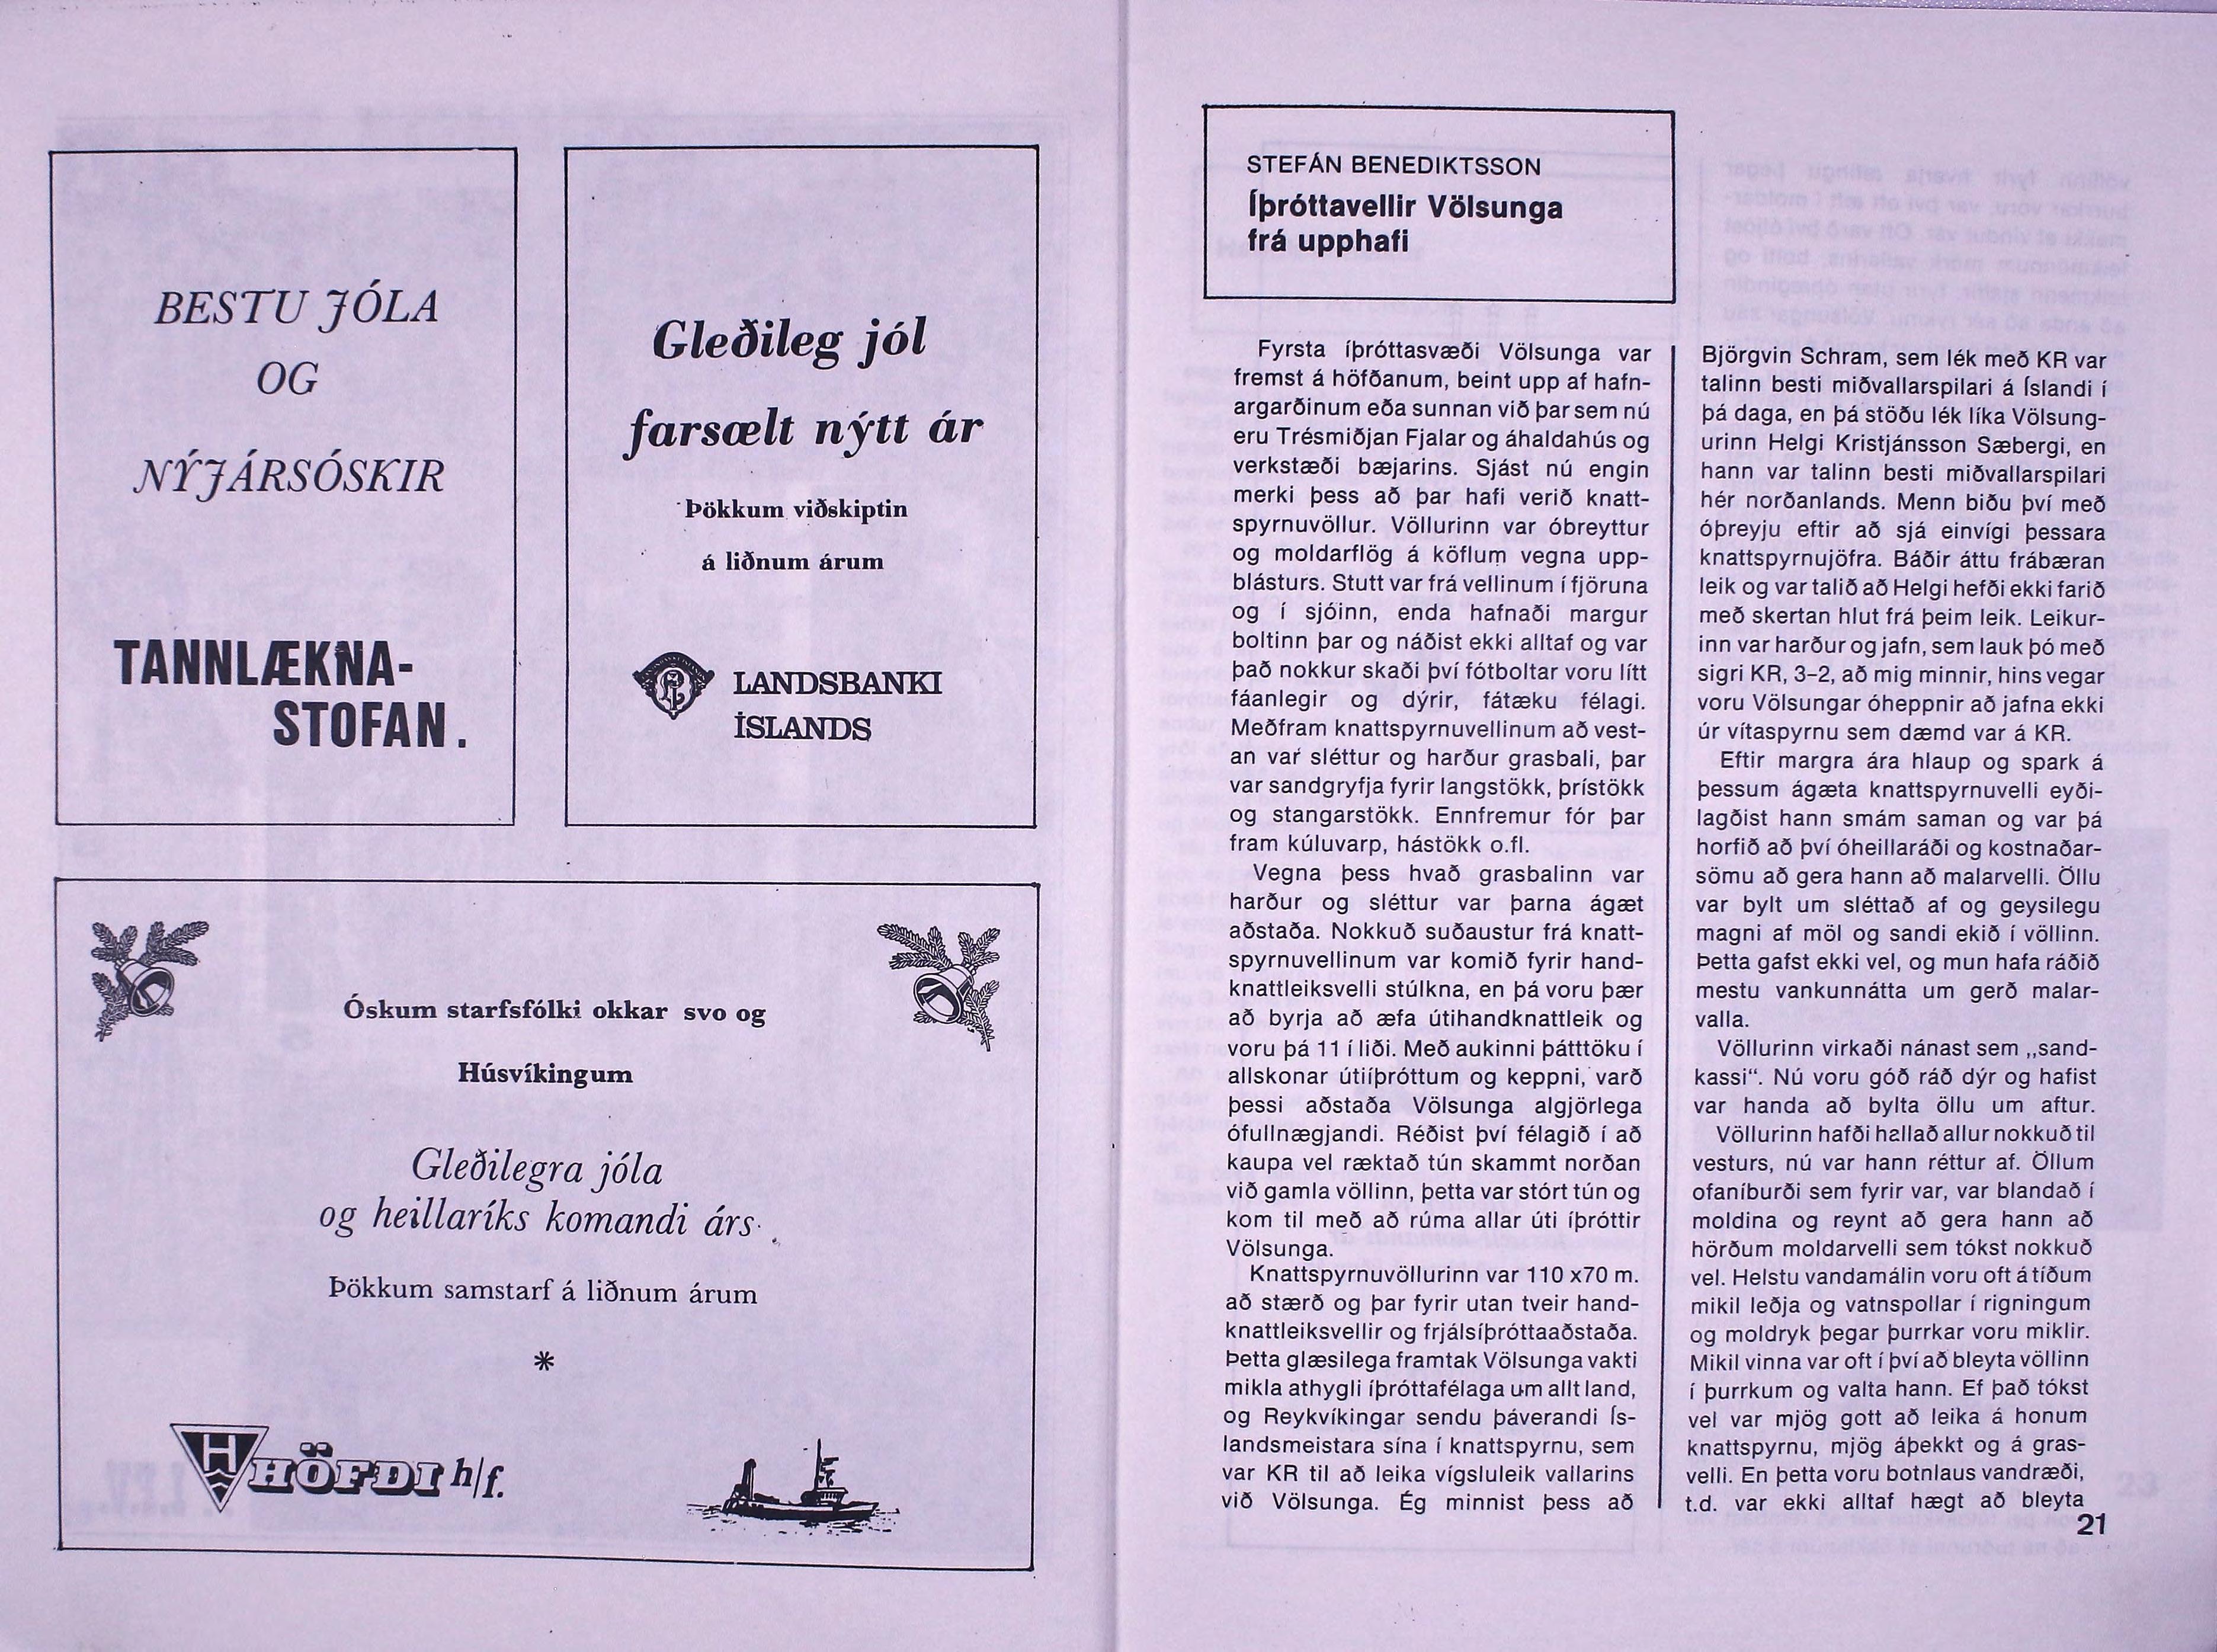 BESTU JÓLA
OG
NÝJÁRSÓSKIR
TANNLÆKNA-
STOFAN.
Gleðileg jól
farsælt nýtt ár
Þökkum viðskiptin
á liðnum árum
LANDSBANKI
ÍSLANDS
Óskum starfsfólki okkar svo og
Húsvíkingum
Gleðilegra jóla
og heillaríks komandi árs.
Þökkum samstarf á liðnum árum
*
HÖFÐI h/f.
STEFÁN BENEDIKTSSON
Íþróttavellir Völsunga
frá upphafi
Fyrsta íþróttasvæði Völsunga var
fremst á höfðanum, beint upp af hafn-
argarðinum eða sunnan við þar sem nú
eru Trésmiðjan Fjalar og áhaldahús og
verkstæði bæjarins. Sjást nú engin
merki þess að þar hafi verið knatt-
spyrnuvöllur. Völlurinn var óbreyttur
og moldarflög á köflum vegna upp-
blásturs. Stutt var frá vellinum í fjöruna
og í sjóinn, enda hafnaði margur
boltinn þar og náðist ekki alltaf og var
það nokkur skaði því fótboltar voru lítt
fáanlegir og dýrir, fátæku félagi.
Meðfram knattspyrnuvellinum að vest-
an var sléttur og harður grasbali, þar
var sandgryfja fyrir langstökk, þrístökk
og stangarstökk. Ennfremur fór þar
fram kúluvarp, hástökk o.fl.
Vegna þess hvað grasbalinn var
harður og sléttur var þarna ágæt
aðstaða. Nokkuð suðaustur frá knatt-
spyrnuvellinum var komið fyrir hand-
knattleiksvelli stúlkna, en þá voru þær
að byrja að æfa útihandknattleik og
voru þá 11 í liði. Með aukinni þátttöku í
allskonar útiíþróttum og keppni, varð
þessi aðstaða Völsunga algjörlega
ófullnægjandi. Réðist því félagið í að
kaupa vel ræktað tún skammt norðan
við gamla völlinn, þetta var stórt tún og
kom til með að rúma allar úti íþróttir
Völsunga.
Knattspyrnuvöllurinn var 110 x70 m.
að stærð og þar fyrir utan tveir hand-
knattleiksvellir og frjálsíþróttaaðstaða.
Þetta glæsilega framtak Völsunga vakti
mikla athygli íþróttafélaga um allt land,
og Reykvíkingar sendu þáverandi Ís-
landsmeistara sína í knattspyrnu, sem
var KR til að leika vígsluleik vallarins
við Völsunga. Ég minnist þess að
Björgvin Schram, sem lék með KR var
talinn besti miðvallarspilari á Íslandi í
þá daga, en þá stöðu lék líka Völsung-
urinn Helgi Kristjánsson Sæbergi, en
hann var talinn besti miðvallarspilari
hér norðanlands. Menn biðu því með
óþreyju eftir að sjá einvígi þessara
knattspyrnujöfra. Báðir áttu frábæran
leik og var talið að Helgi hefði ekki farið
með skertan hlut frá þeim leik. Leikur-
inn var harður og jafn, sem lauk þó með
sigri KR, 3–2, að mig minnir, hins vegar
voru Völsungar óheppnir að jafna ekki
úr vítaspyrnu sem dæmd var á KR.
Eftir margra ára hlaup og spark á
þessum ágæta knattspyrnuvelli eyði-
lagðist hann smám saman og var þá
horfið að því óheillaráði og kostnaðar-
sömu að gera hann að malarvelli. Öllu
var bylt um sléttað af og geysilegu
magni af möl og sandi ekið í völlinn.
Þetta gafst ekki vel, og mun hafa ráðið
mestu vankunnátta um gerð malar-
valla.
Völlurinn virkaði nánast sem „sand-
kassi“. Nú voru góð ráð dýr og hafist
var handa að bylta öllu um aftur.
Völlurinn hafði hallað allur nokkuð til
vesturs, nú var hann réttur af. Öllum
ofaníburði sem fyrir var, var blandað í
moldina og reynt að gera hann að
hörðum moldarvelli sem tókst nokkuð
vel. Helstu vandamálin voru oft á tíðum
mikil leðja og vatnspollar í rigningum
og moldryk þegar þurrkar voru miklir.
Mikil vinna var oft í því að bleyta völlinn
í þurrkum og valta hann. Ef það tókst
vel var mjög gott að leika á honum
knattspyrnu, mjög áþekkt og á gras-
velli. En þetta voru botnlaus vandræði,
t.d. var ekki alltaf hægt að bleyta
21